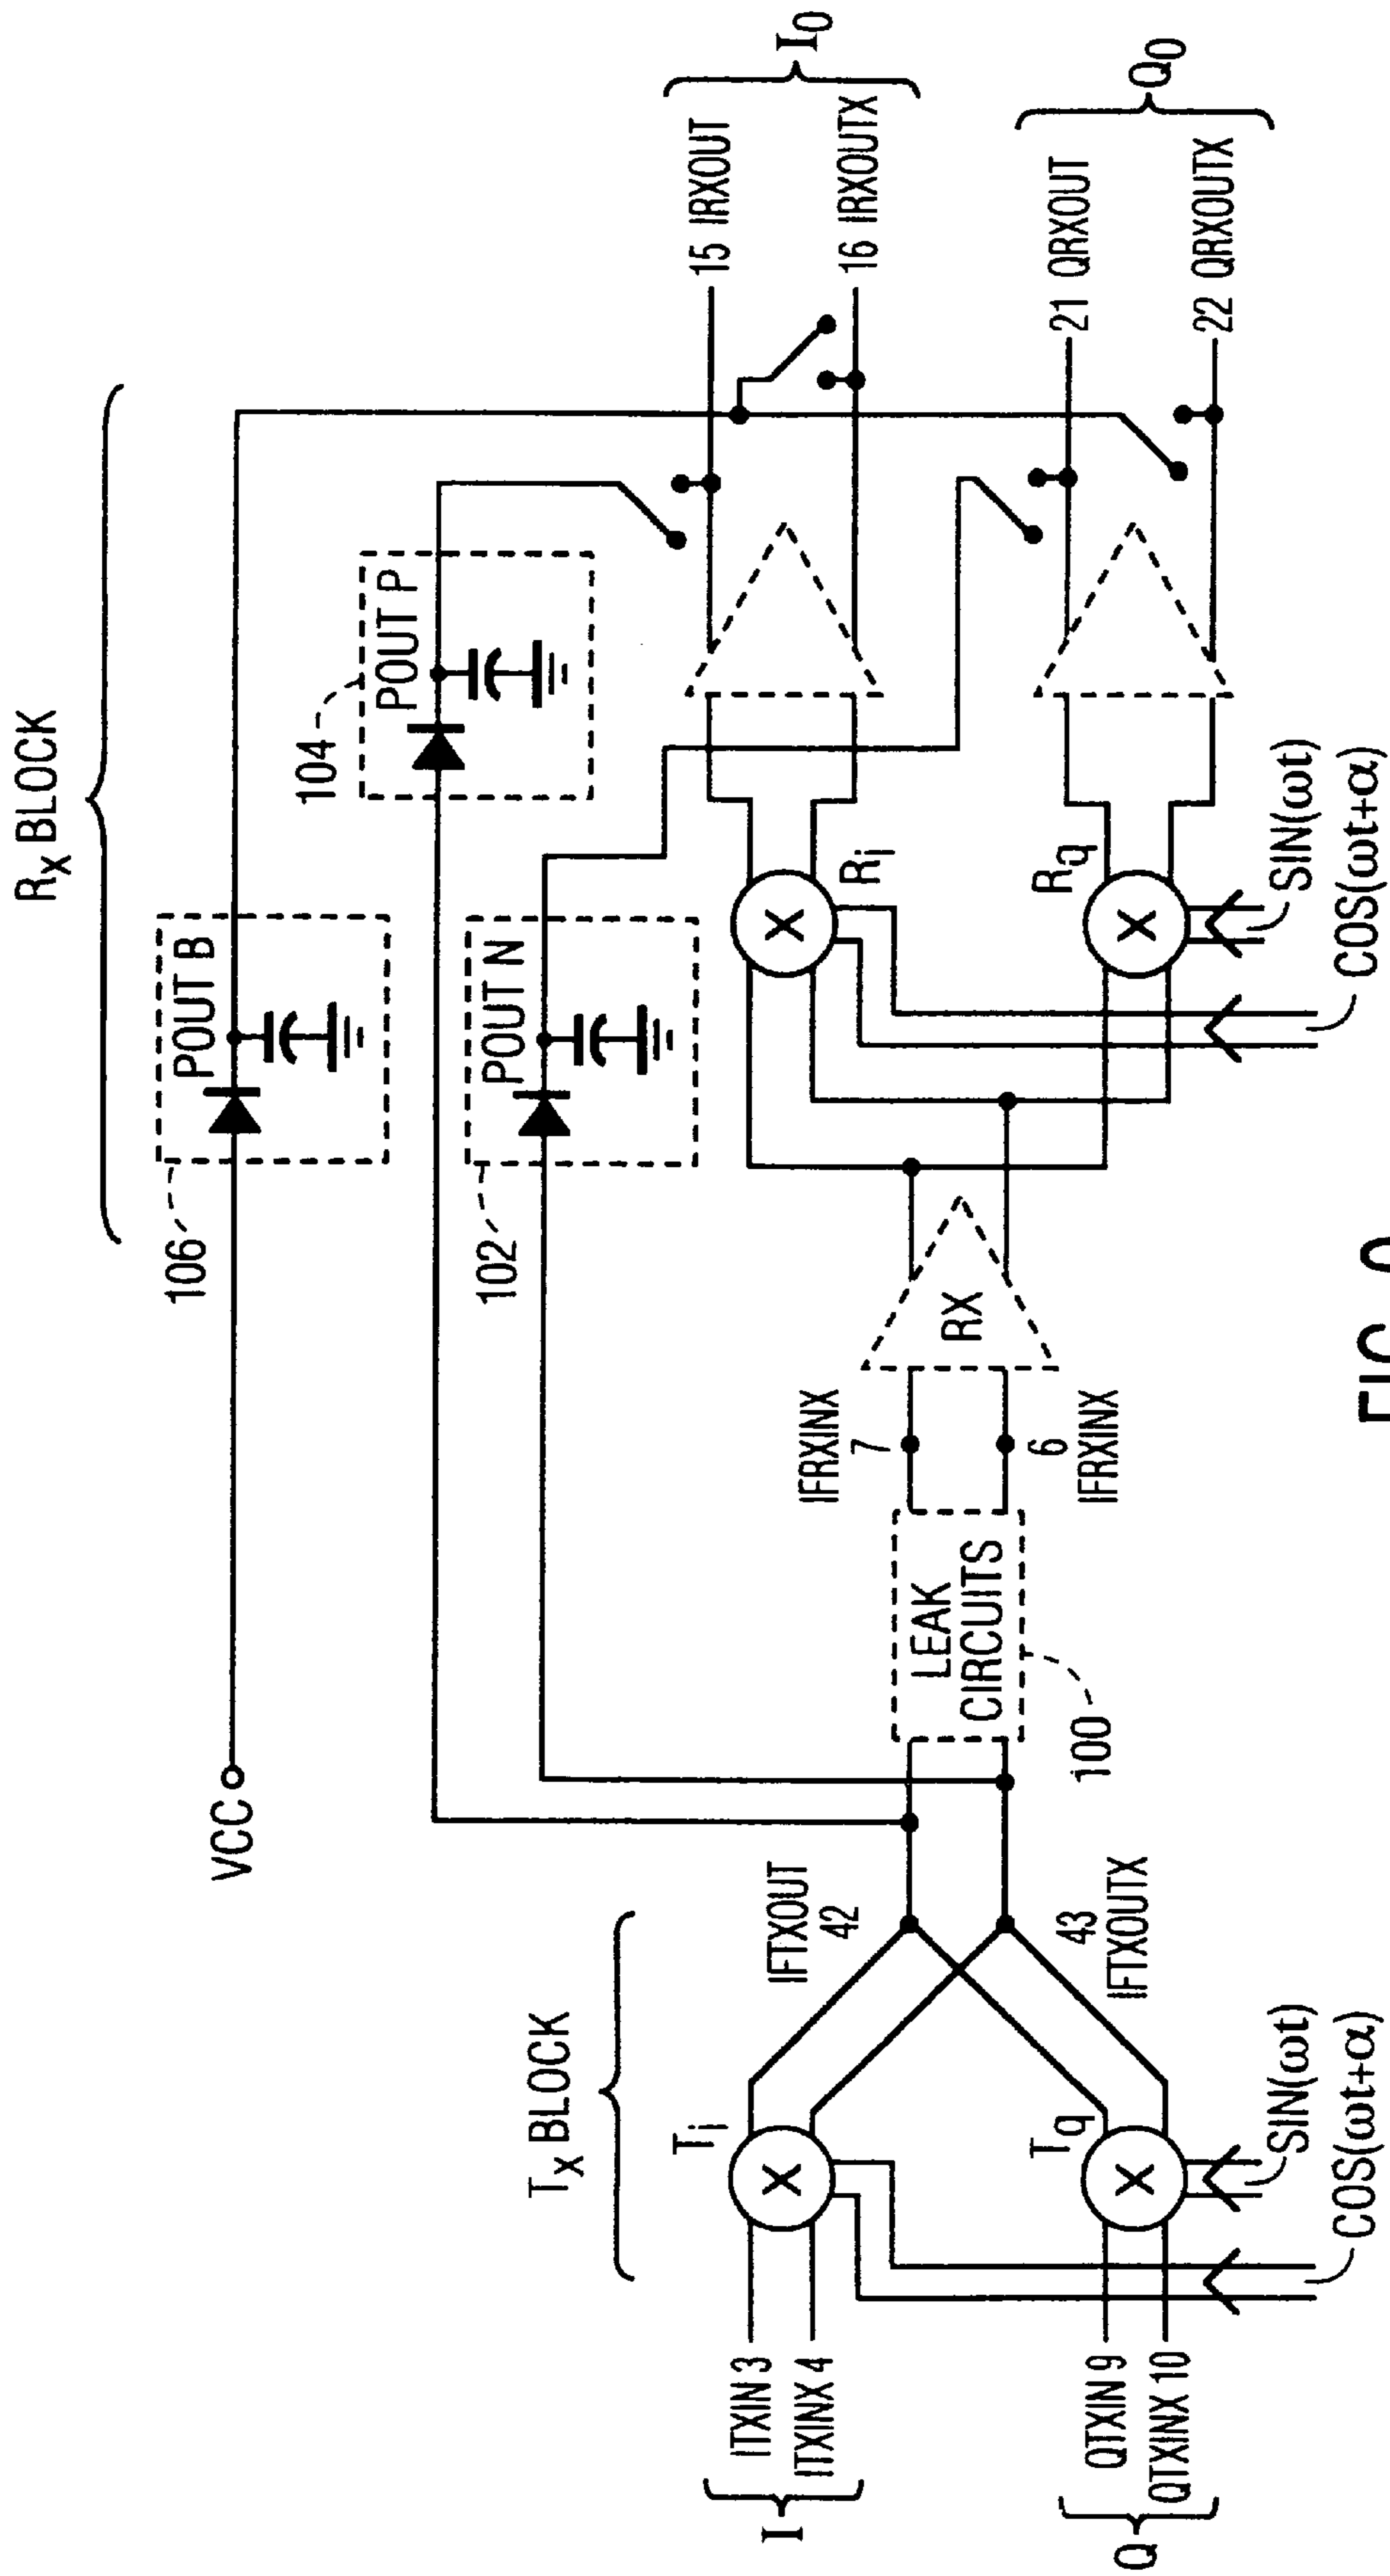 Rx BLOCK
Tx BLOCK
VCC
106
POUT B
104
POUT P
102
POUT N
I
ITXIN 3
ITXINX 4
Q
QTXIN 9
QTXINX 10
Ti
Tq
SIN(ωt)
COS(ωt+α)
IFTXOUT
42
43
IFTXOUTX
LEAK
CIRCUITS
100
IFRXINX
7
6
IFRXINX
RX
Ri
Rq
SIN(ωt)
COS(ωt+α)
15 IRXOUT
16 IRXOUTX
I0
21 QRXOUT
22 QRXOUTX
Q0
X
X
X
X